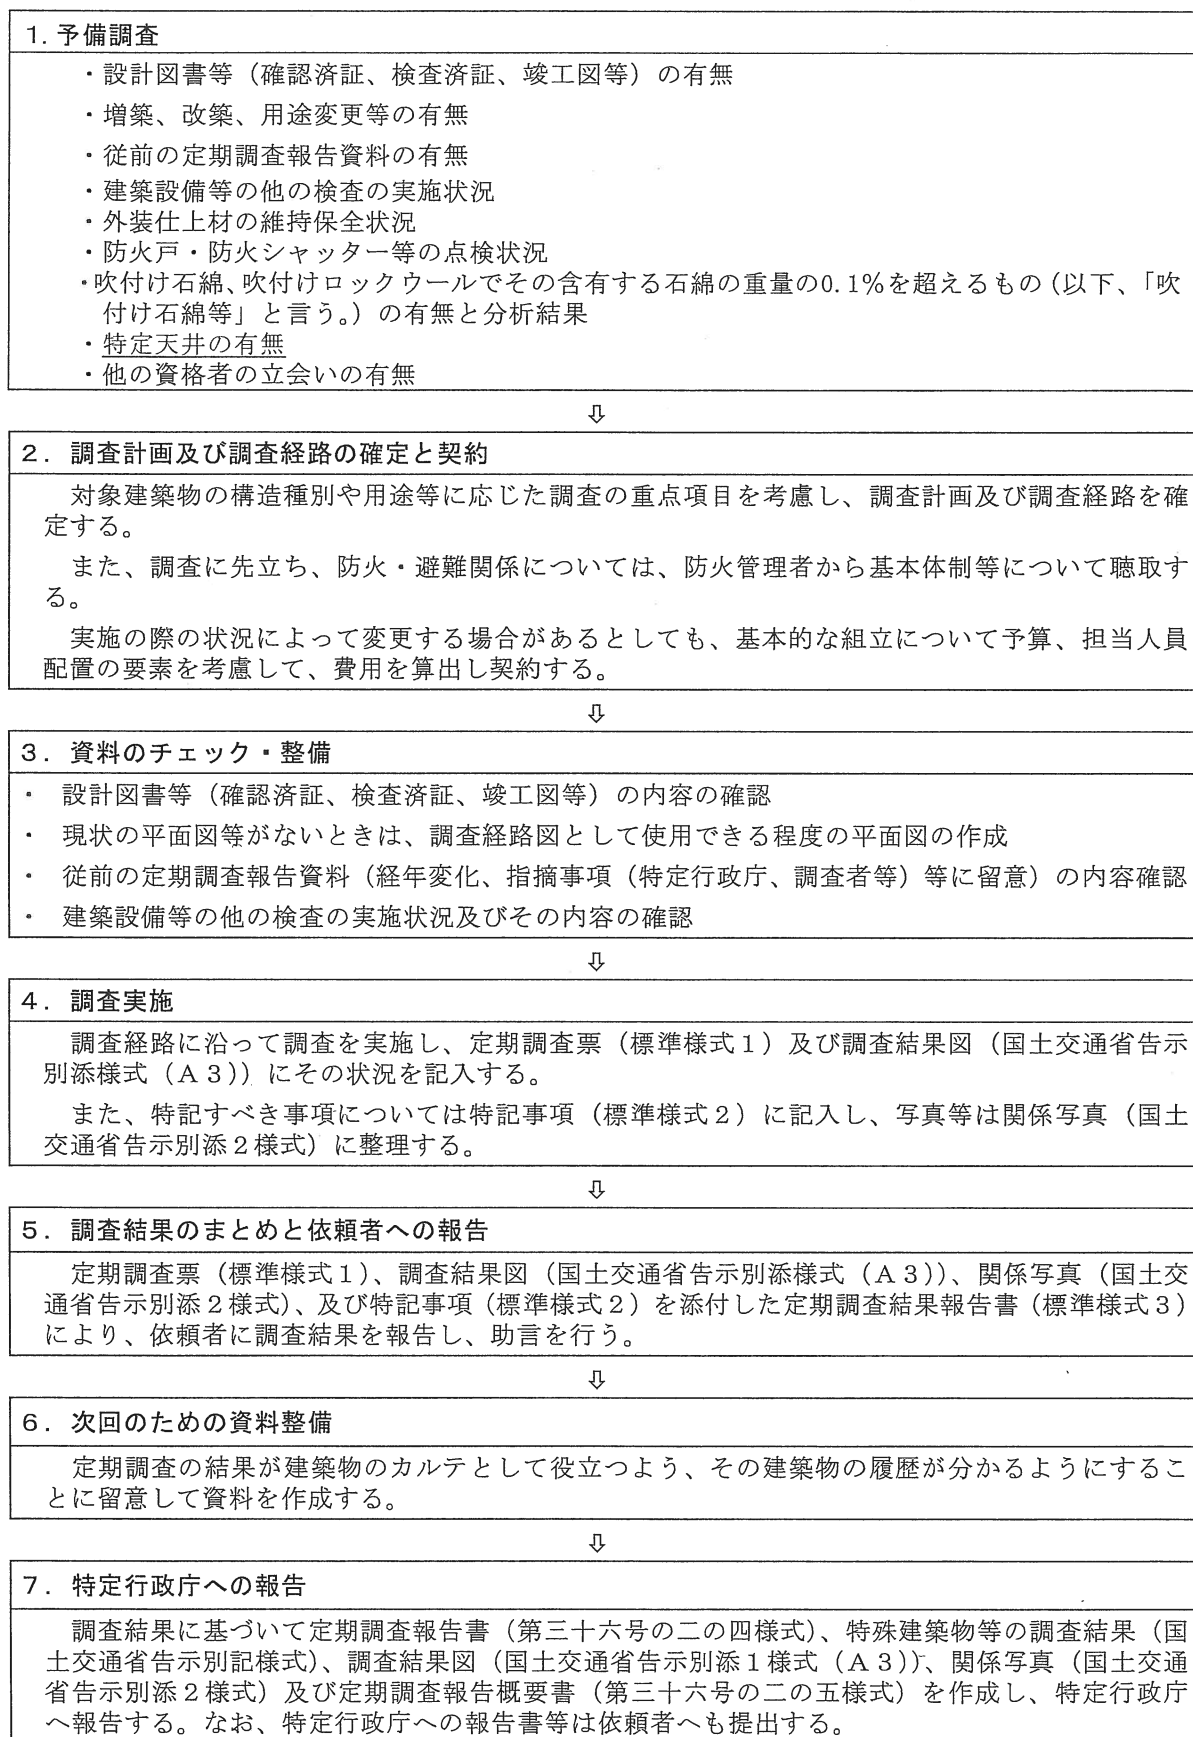 1. 予備調査
・設計図書等（確認済証、検査済証、竣工図等）の有無
・増築、改築、用途変更等の有無
・従前の定期調査報告資料の有無
・建築設備等の他の検査の実施状況
・外装仕上材の維持保全状況
・防火戸・防火シャッター等の点検状況
・吹付け石綿、吹付けロックウールでその含有する石綿の重量の0.1％を超えるもの（以下、「吹
付け石綿等」と言う。）の有無と分析結果
・特定天井の有無
・他の資格者の立会いの有無
⇩
２．調査計画及び調査経路の確定と契約
対象建築物の構造種別や用途等に応じた調査の重点項目を考慮し、調査計画及び調査経路を確
定する。
また、調査に先立ち、防火・避難関係については、防火管理者から基本体制等について聴取す
る。
実施の際の状況によって変更する場合があるとしても、基本的な組立について予算、担当人員
配置の要素を考慮して、費用を算出し契約する。
⇩
３．資料のチェック・整備
・ 設計図書等（確認済証、検査済証、竣工図等）の内容の確認
・ 現状の平面図等がないときは、調査経路図として使用できる程度の平面図の作成
・ 従前の定期調査報告資料（経年変化、指摘事項（特定行政庁、調査者等）等に留意）の内容確認
・ 建築設備等の他の検査の実施状況及びその内容の確認
⇩
４．調査実施
調査経路に沿って調査を実施し、定期調査票（標準様式１）及び調査結果図（国土交通省告示
別添様式（Ａ３））にその状況を記入する。
また、特記すべき事項については特記事項（標準様式２）に記入し、写真等は関係写真（国土
交通省告示別添２様式）に整理する。
⇩
５．調査結果のまとめと依頼者への報告
定期調査票（標準様式１）、調査結果図（国土交通省告示別添様式（Ａ３））、関係写真（国土交
通省告示別添２様式）、及び特記事項（標準様式２）を添付した定期調査結果報告書（標準様式３）
により、依頼者に調査結果を報告し、助言を行う。
⇩
６．次回のための資料整備
定期調査の結果が建築物のカルテとして役立つよう、その建築物の履歴が分かるようにするこ
とに留意して資料を作成する。
⇩
７．特定行政庁への報告
調査結果に基づいて定期調査報告書（第三十六号の二の四様式）、特殊建築物等の調査結果（国
土交通省告示別記様式）、調査結果図（国土交通省告示別添１様式（Ａ３））、関係写真（国土交通
省告示別添２様式）及び定期調査報告概要書（第三十六号の二の五様式）を作成し、特定行政庁
へ報告する。なお、特定行政庁への報告書等は依頼者へも提出する。